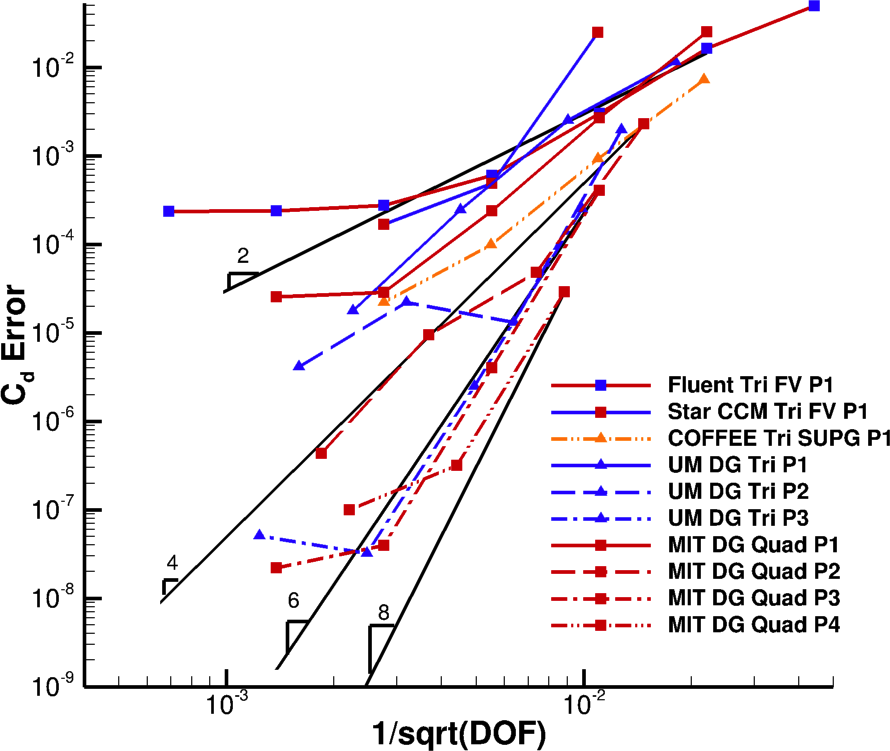 10⁻²
10⁻³
10⁻⁴
10⁻⁵
10⁻⁶
10⁻⁷
10⁻⁸
10⁻⁹
C_d Error
2
4
6
8
Fluent Tri FV P1
Star CCM Tri FV P1
COFFEE Tri SUPG P1
UM DG Tri P1
UM DG Tri P2
UM DG Tri P3
MIT DG Quad P1
MIT DG Quad P2
MIT DG Quad P3
MIT DG Quad P4
10⁻³
10⁻²
1/sqrt(DOF)